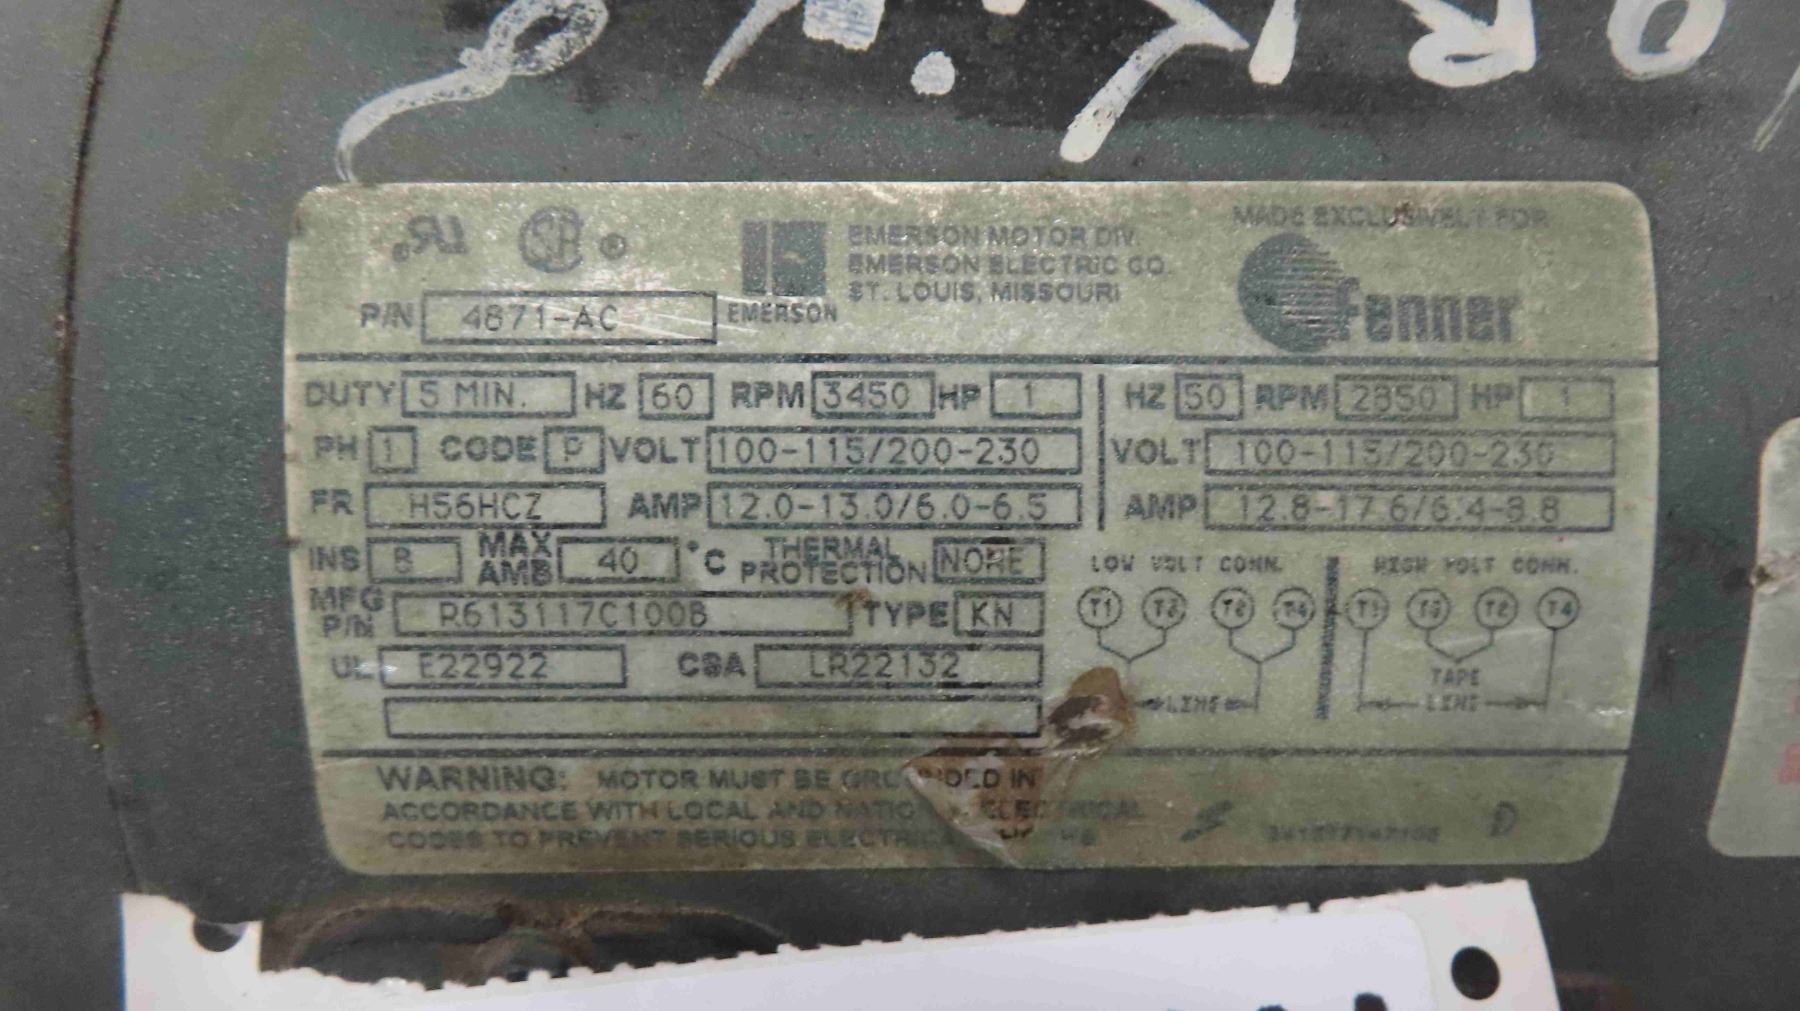 MADE EXCLUSIVELY FOR
EMERSON MOTOR DIV.
EMERSON ELECTRIC CO.
ST. LOUIS, MISSOURI
EMERSON
Fenner
P/N 4871-AC
DUTY 5 MIN. HZ 60 RPM 3450 HP 1 HZ 50 RPM 2850 HP 1
PH 1 CODE P VOLT 100-115/200-230 VOLT 100-115/200-230
FR H56HCZ AMP 12.0-13.0/6.0-6.5 AMP 12.8-17.6/6.4-8.8
INS B MAX AMB 40 °C THERMAL PROTECTION NONE
MFG P/N R613117C100B TYPE KN
UL E22922 CSA LR22132
LOW VOLT CONN. HIGH VOLT CONN.
T1 T3 T2 T4 T1 T3 T2 T4
TAPE
LINE LINE
WARNING: MOTOR MUST BE GROUNDED IN
ACCORDANCE WITH LOCAL AND ELECTRICAL
CODES TO PREVENT SERIOUS
D